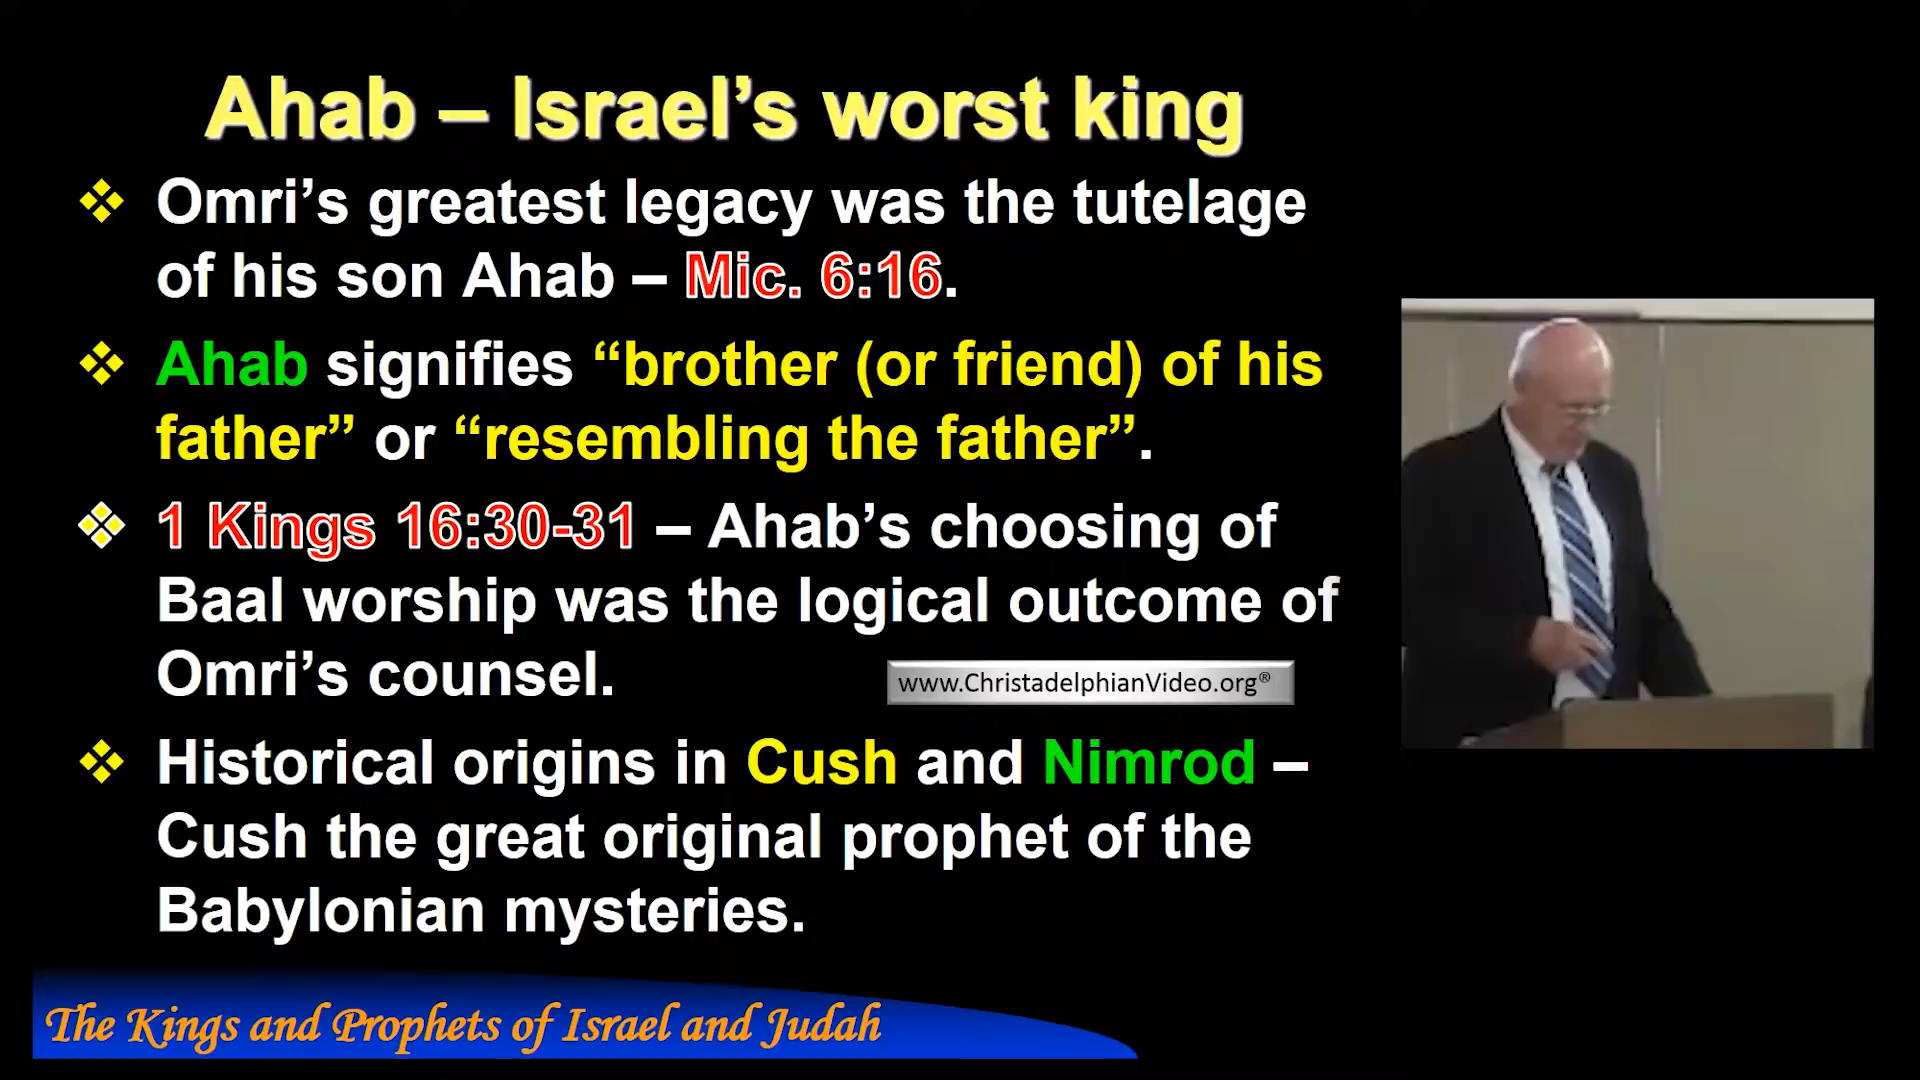 Ahab – Israel’s worst king
❖ Omri’s greatest legacy was the tutelage
of his son Ahab – Mic. 6:16.
❖ Ahab signifies “brother (or friend) of his
father” or “resembling the father”.
❖ 1 Kings 16:30-31 – Ahab’s choosing of
Baal worship was the logical outcome of
Omri’s counsel.
www.ChristadelphianVideo.org®
❖ Historical origins in Cush and Nimrod –
Cush the great original prophet of the
Babylonian mysteries.
The Kings and Prophets of Israel and Judah